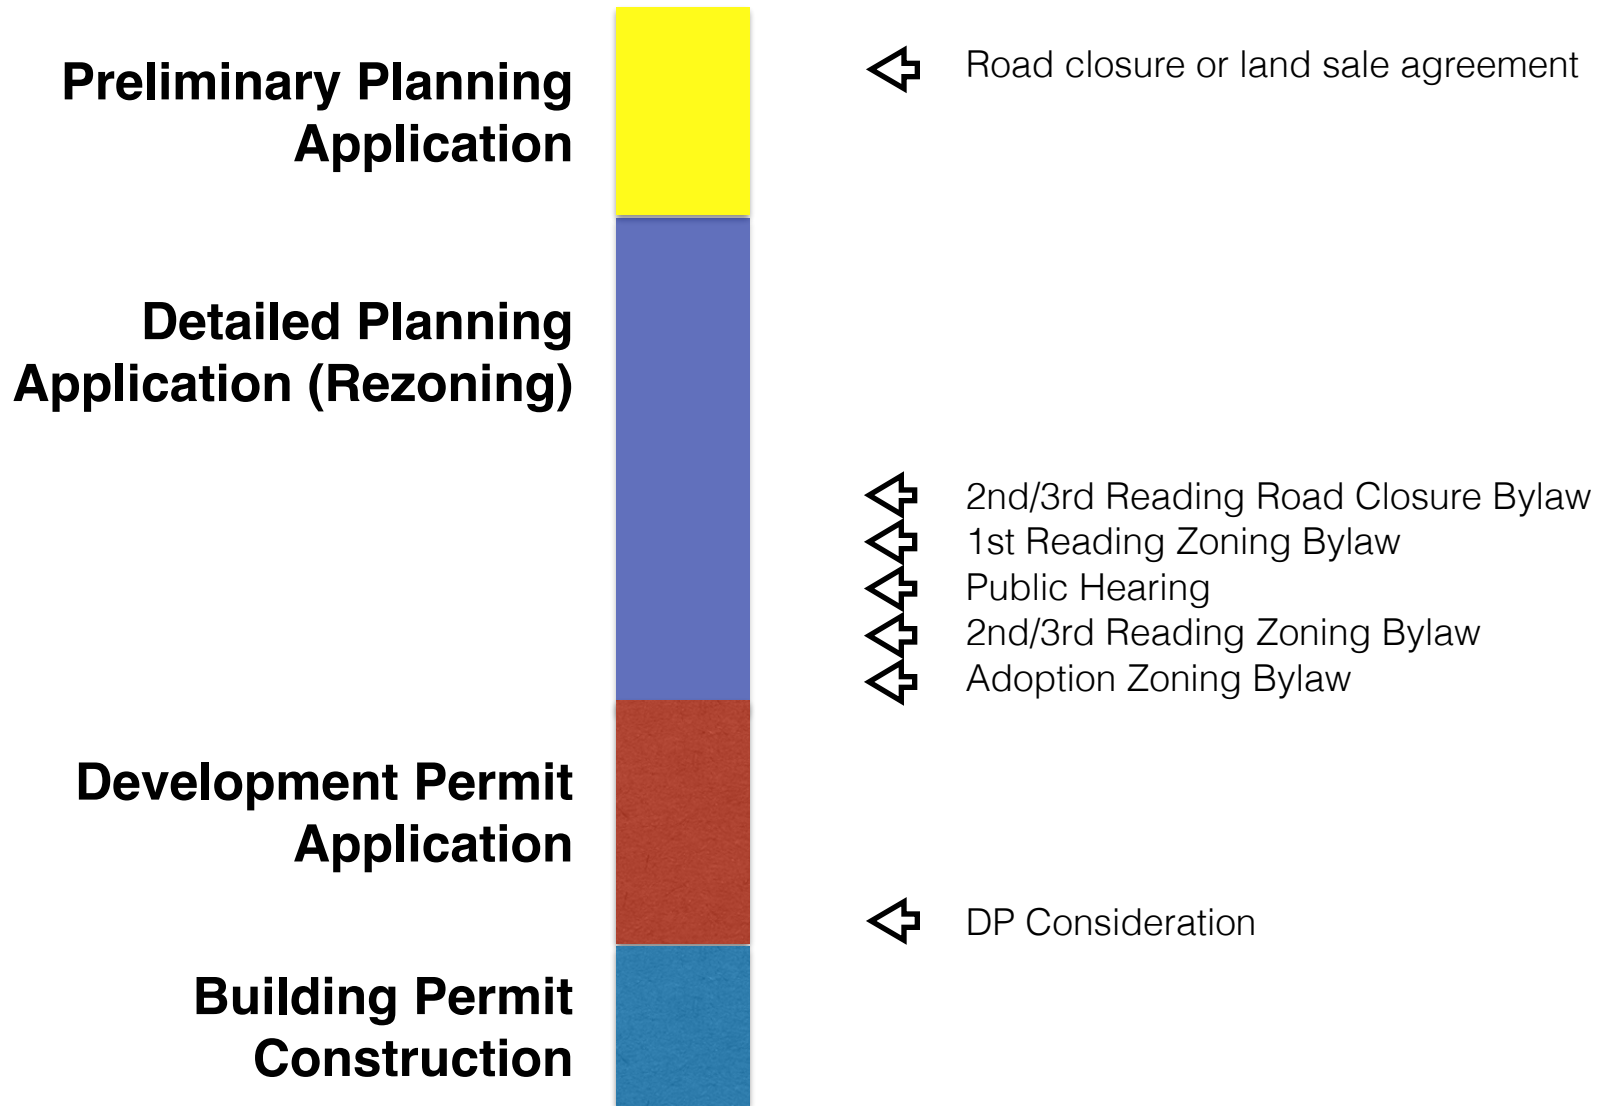 Preliminary Planning
Application
Road closure or land sale agreement
Detailed Planning
Application (Rezoning)
2nd/3rd Reading Road Closure Bylaw
1st Reading Zoning Bylaw
Public Hearing
2nd/3rd Reading Zoning Bylaw
Adoption Zoning Bylaw
Development Permit
Application
DP Consideration
Building Permit
Construction